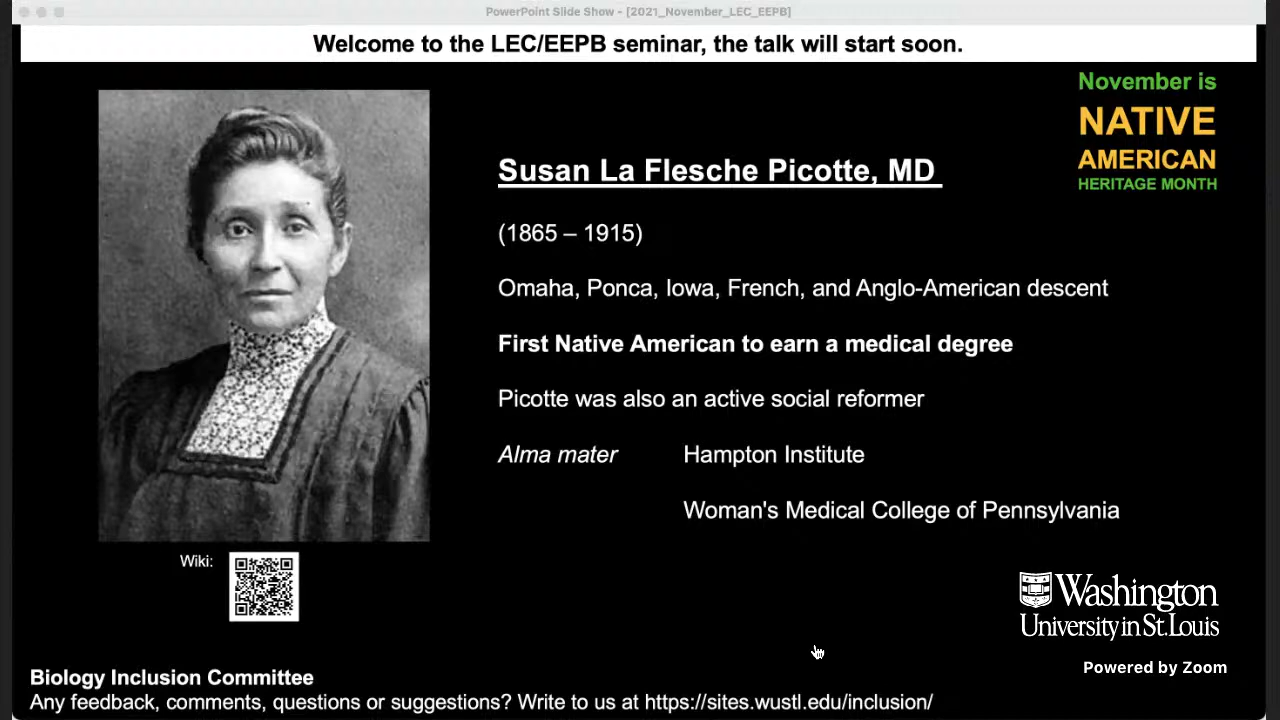 PowerPoint Slide Show - [2021_November_LEC_EEPB]
Welcome to the LEC/EEPB seminar, the talk will start soon.
November is
NATIVE
AMERICAN
HERITAGE MONTH
Susan La Flesche Picotte, MD
(1865 – 1915)
Omaha, Ponca, Iowa, French, and Anglo-American descent
First Native American to earn a medical degree
Picotte was also an active social reformer
Alma mater Hampton Institute
Woman's Medical College of Pennsylvania
Wiki:
Washington
University in St. Louis
Powered by Zoom
Biology Inclusion Committee
Any feedback, comments, questions or suggestions? Write to us at https://sites.wustl.edu/inclusion/